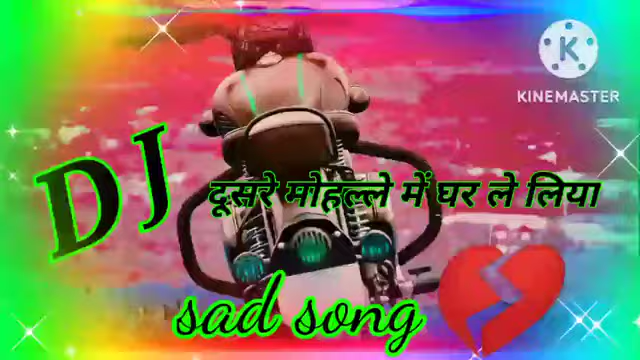 KINEMASTER
DJ
दूसरे मोहल्ले में घर ले लिया
sad song